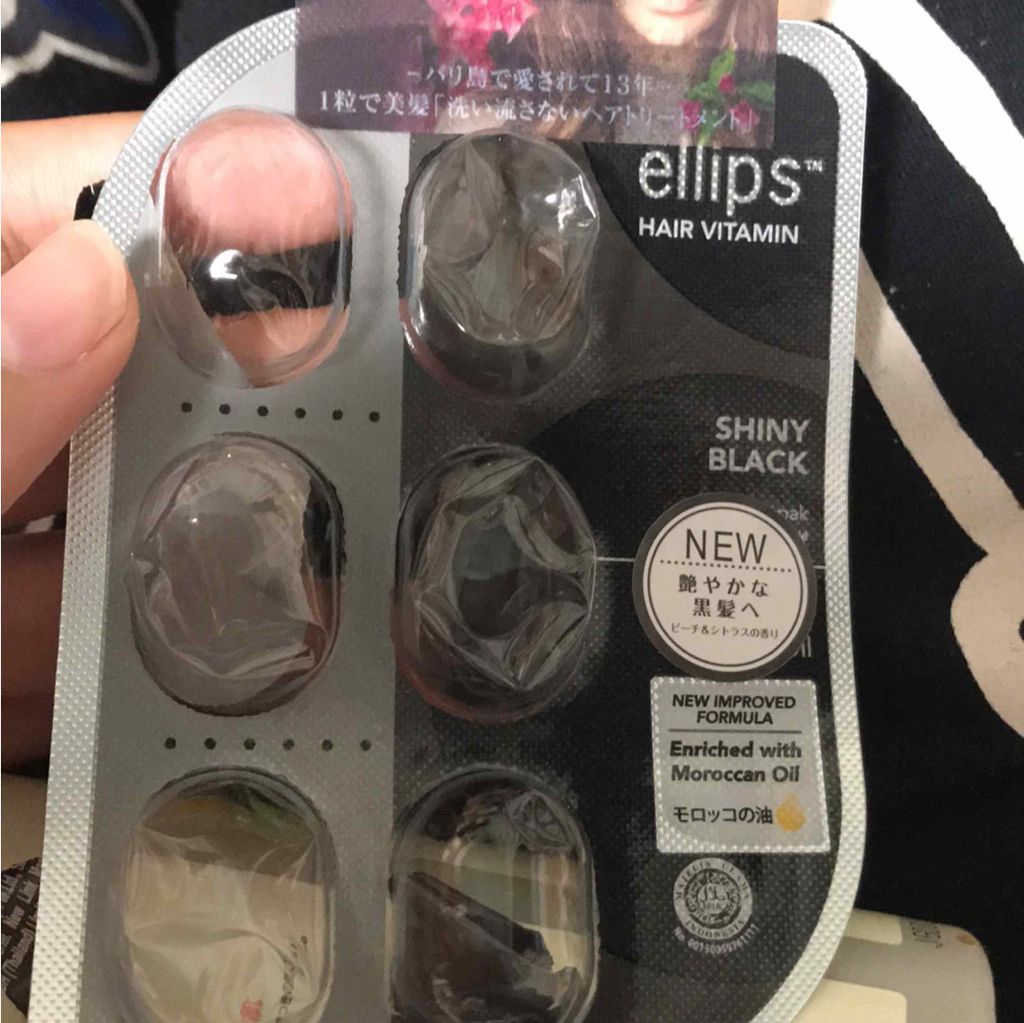 －バリ島で愛されて13年－
1粒で美髪「洗い流さないヘアトリートメント」
ellips™
HAIR VITAMIN
SHINY
BLACK
NEW
艶やかな
黒髪へ
ピーチ&シトラスの香り
NEW IMPROVED
FORMULA
Enriched with
Moroccan Oil
モロッコの油
MAJELIS ULAMA
INDONESIA